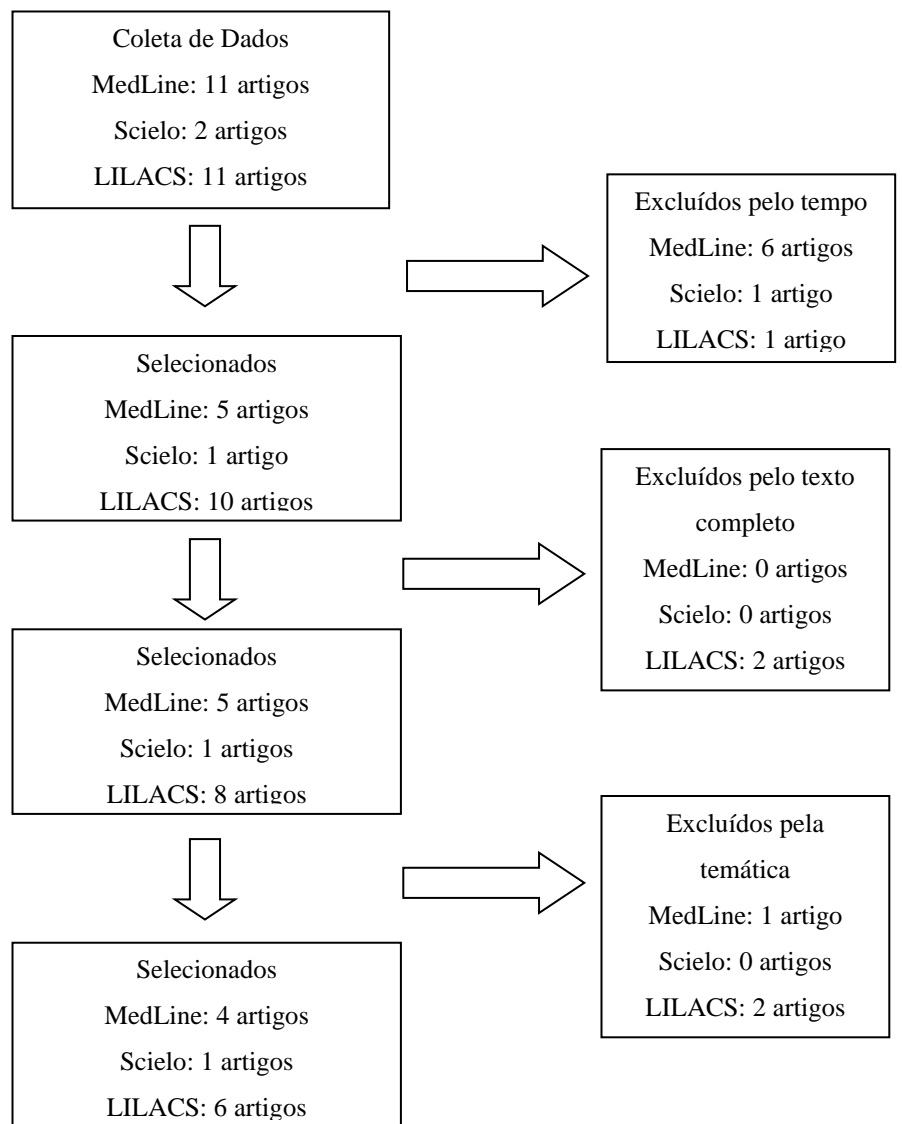 Coleta de Dados
MedLine: 11 artigos
Scielo: 2 artigos
LILACS: 11 artigos
Excluídos pelo tempo
MedLine: 6 artigos
Scielo: 1 artigo
LILACS: 1 artigo
Selecionados
MedLine: 5 artigos
Scielo: 1 artigo
LILACS: 10 artigos
Excluídos pelo texto
completo
MedLine: 0 artigos
Scielo: 0 artigos
LILACS: 2 artigos
Selecionados
MedLine: 5 artigos
Scielo: 1 artigos
LILACS: 8 artigos
Excluídos pela
temática
MedLine: 1 artigo
Scielo: 0 artigos
LILACS: 2 artigos
Selecionados
MedLine: 4 artigos
Scielo: 1 artigos
LILACS: 6 artigos